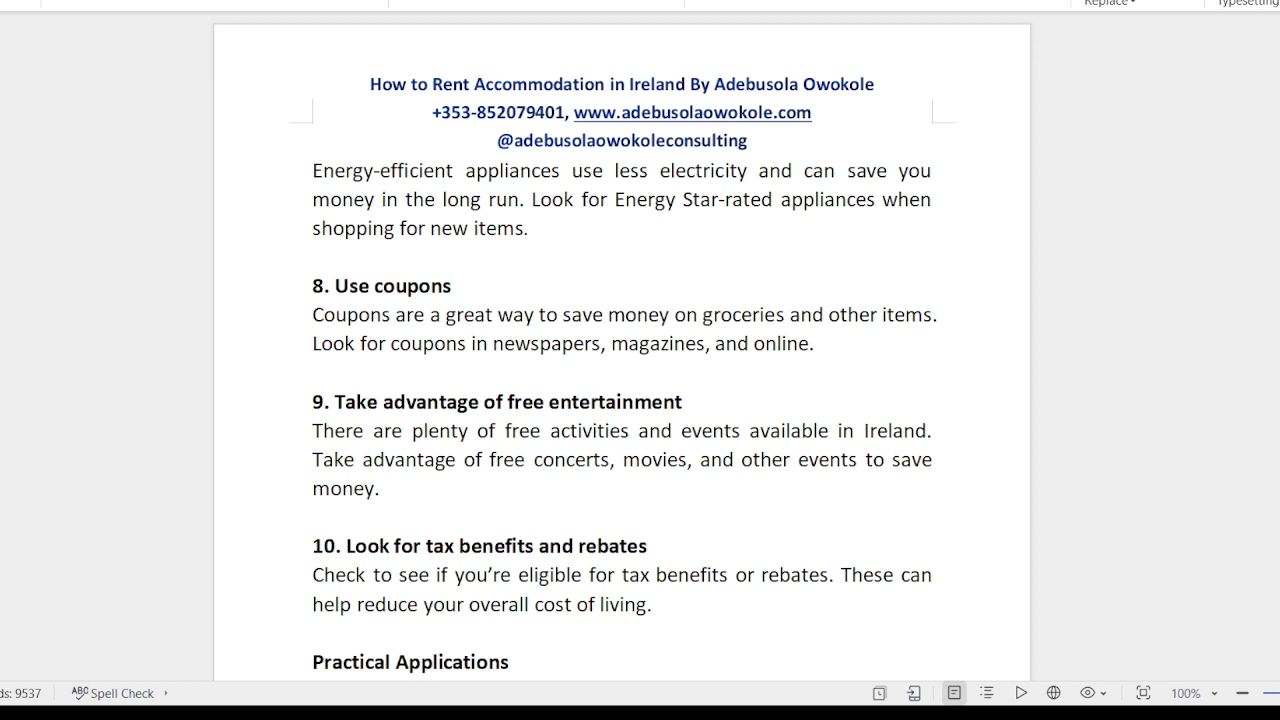 Replace
Typesetting
How to Rent Accommodation in Ireland By Adebusola Owokole
+353-852079401, www.adebusolaowokole.com
@adebusolaowokoleconsulting
Energy-efficient appliances use less electricity and can save you
money in the long run. Look for Energy Star-rated appliances when
shopping for new items.
8. Use coupons
Coupons are a great way to save money on groceries and other items.
Look for coupons in newspapers, magazines, and online.
9. Take advantage of free entertainment
There are plenty of free activities and events available in Ireland.
Take advantage of free concerts, movies, and other events to save
money.
10. Look for tax benefits and rebates
Check to see if you’re eligible for tax benefits or rebates. These can
help reduce your overall cost of living.
Practical Applications
ds: 9537 ABC Spell Check 100%